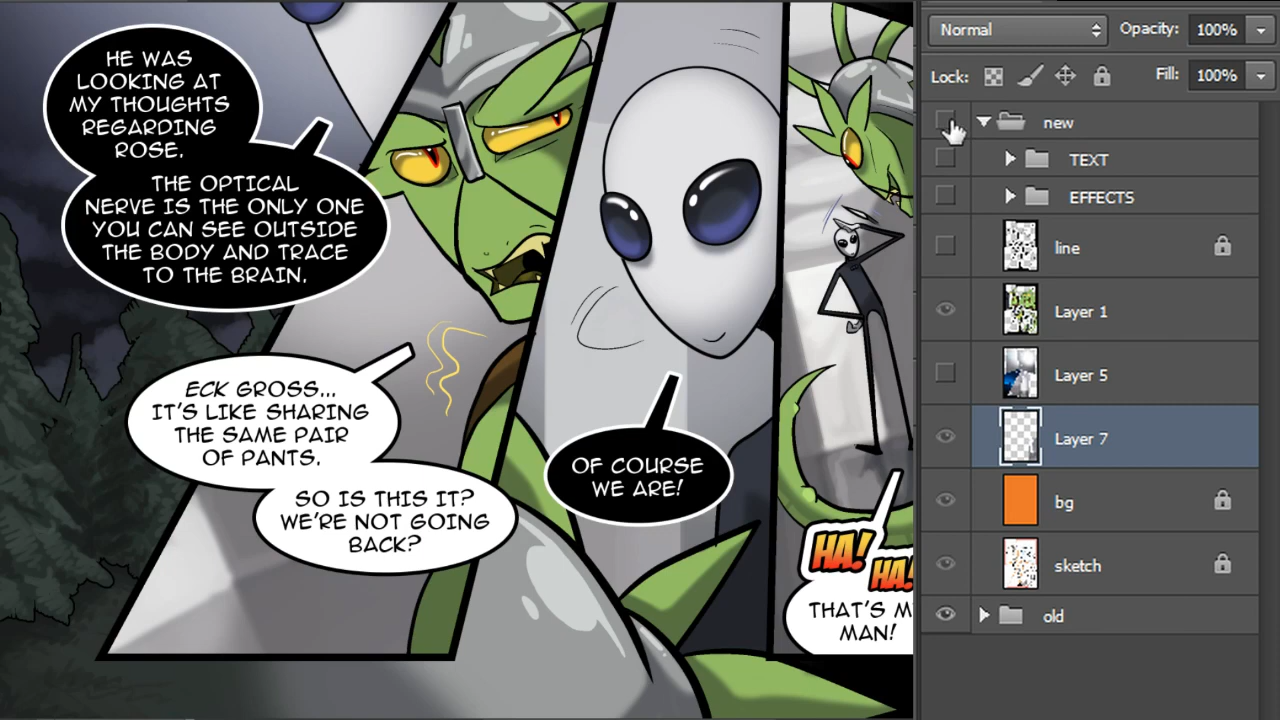 HE WAS
LOOKING AT
MY THOUGHTS
REGARDING
ROSE.
THE OPTICAL
NERVE IS THE ONLY ONE
YOU CAN SEE OUTSIDE
THE BODY AND TRACE
TO THE BRAIN.
ECK GROSS...
IT'S LIKE SHARING
THE SAME PAIR
OF PANTS.
SO IS THIS IT?
WE'RE NOT GOING
BACK?
OF COURSE
WE ARE!
HA!
HA!
THAT'S M
MAN!
Normal
Opacity: 100%
Lock:
Fill: 100%
new
TEXT
EFFECTS
line
Layer 1
Layer 5
Layer 7
bg
sketch
old